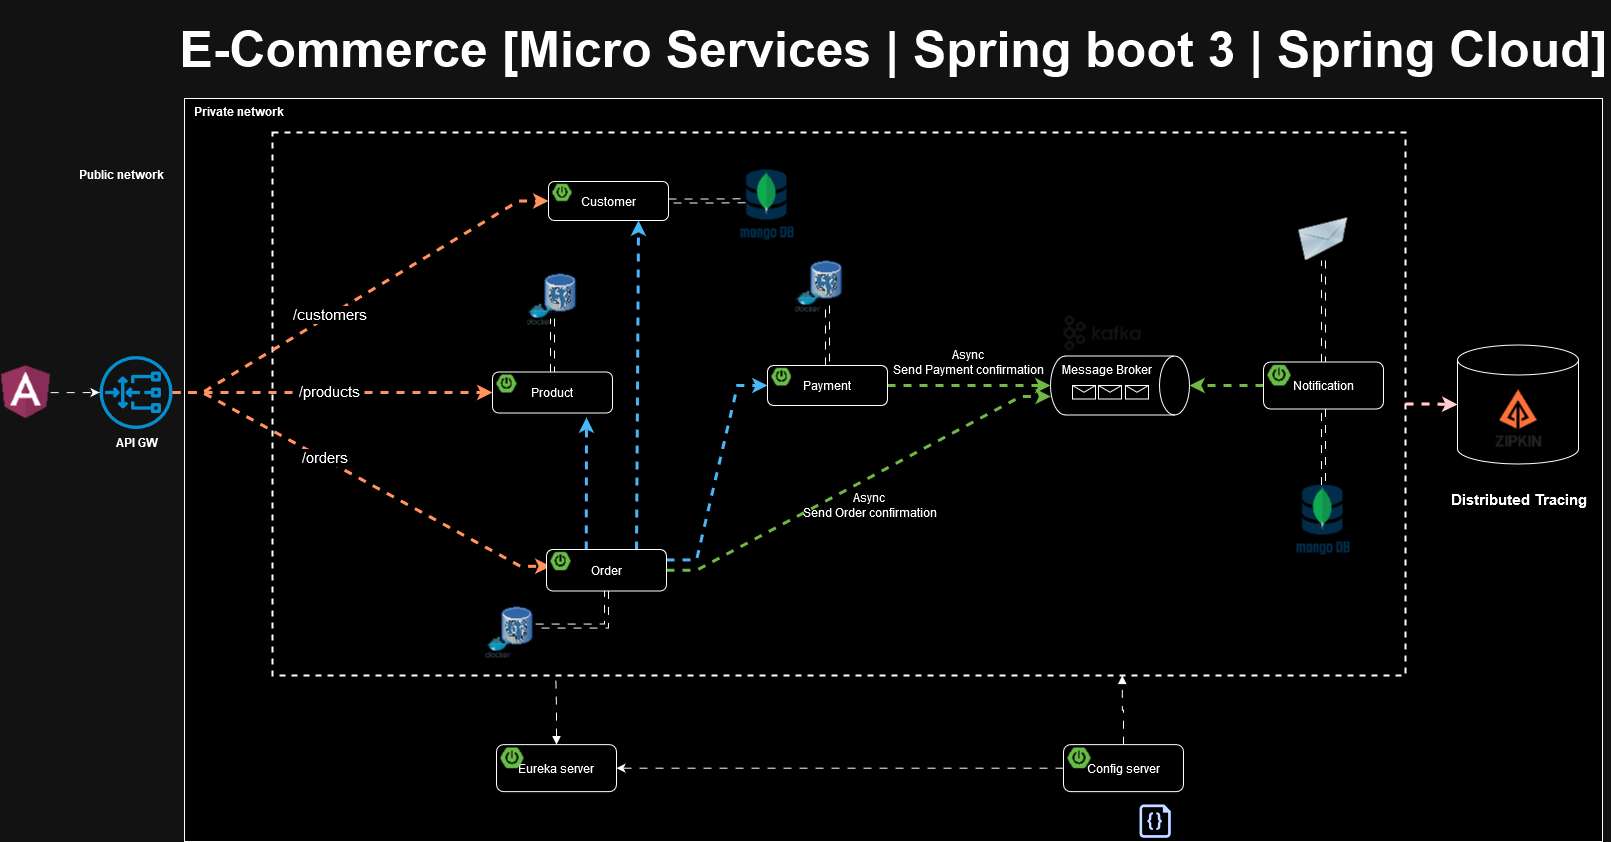 E-Commerce [Micro Services | Spring boot 3 | Spring Cloud]
Private network
Public network
Customer
mongo DB
/customers
docker
docker
kafka
Async
Send Payment confirmation
Message Broker
/products
Product
Payment
Notification
API GW
ZIPKIN
/orders
Distributed Tracing
Async
Send Order confirmation
mongo DB
Order
docker
Eureka server
Config server
{}